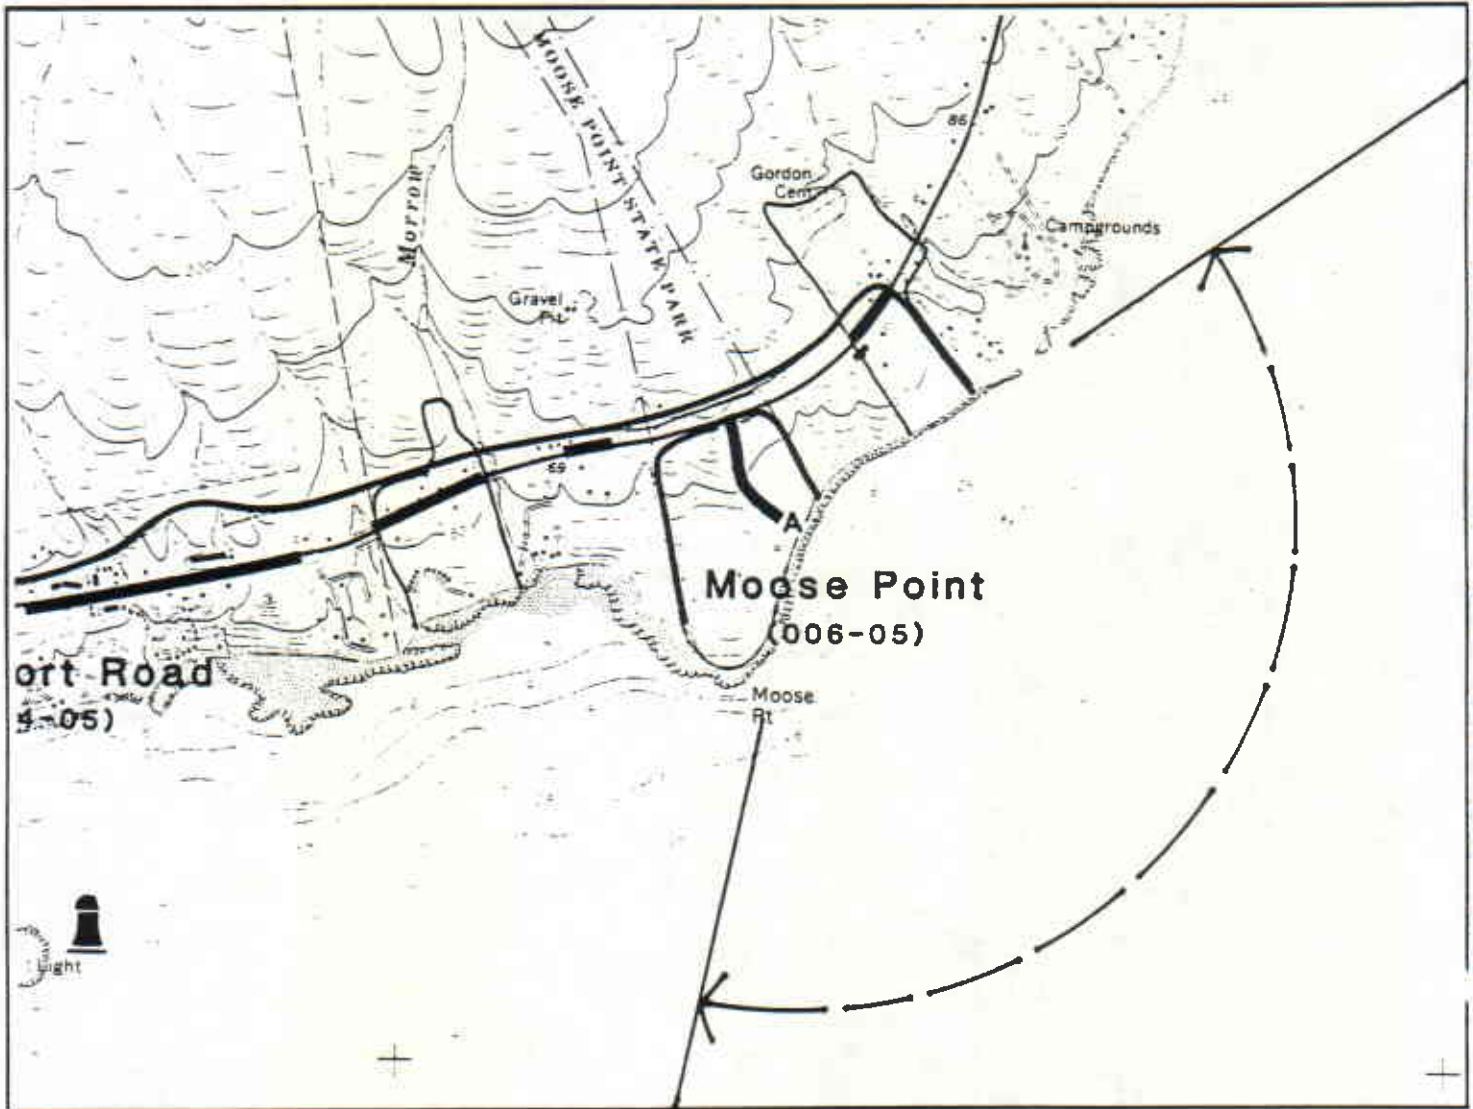 MOOSE POINT STATE PARK
86
Gordon
Cem
Morrow
Campgrounds
Gravel
Pit
69
A
Moose Point
(006-05)
ort Road
4-05)
Moose
Pt
Light